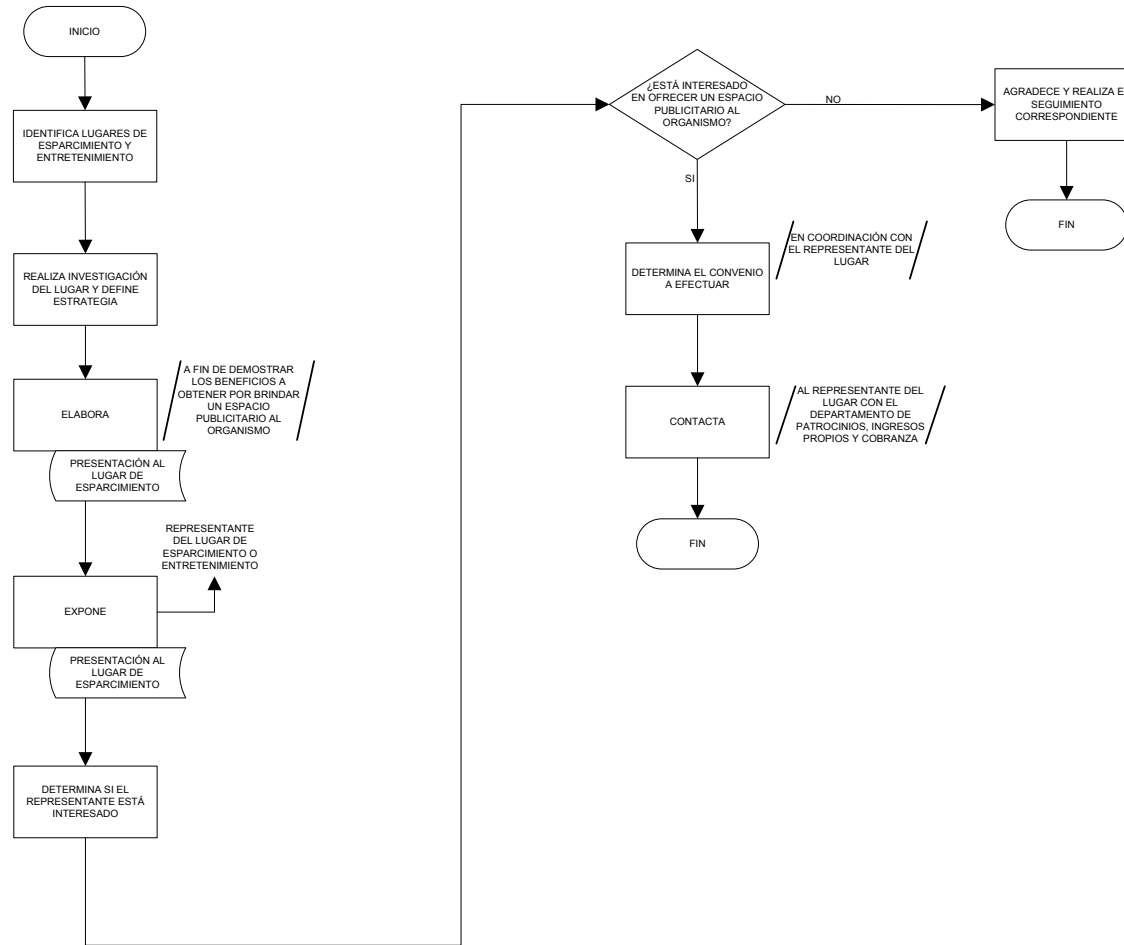 INICIO
IDENTIFICA LUGARES DE
ESPARCIMIENTO Y
ENTRETENIMIENTO
REALIZA INVESTIGACIÓN
DEL LUGAR Y DEFINE
ESTRATEGIA
ELABORA
A FIN DE DEMOSTRAR
LOS BENEFICIOS A
OBTENER POR BRINDAR
UN ESPACIO
PUBLICITARIO AL
ORGANISMO
PRESENTACIÓN AL
LUGAR DE
ESPARCIMIENTO
REPRESENTANTE
DEL LUGAR DE
ESPARCIMIENTO O
ENTRETENIMIENTO
EXPONE
PRESENTACIÓN AL
LUGAR DE
ESPARCIMIENTO
DETERMINA SI EL
REPRESENTANTE ESTÁ
INTERESADO
¿ESTÁ INTERESADO
EN OFRECER UN ESPACIO
PUBLICITARIO AL
ORGANISMO?
NO
AGRADECE Y REALIZA E
SEGUIMIENTO
CORRESPONDIENTE
FIN
SI
DETERMINA EL CONVENIO
A EFECTUAR
EN COORDINACIÓN CON
EL REPRESENTANTE DEL
LUGAR
CONTACTA
AL REPRESENTANTE DEL
LUGAR CON EL
DEPARTAMENTO DE
PATROCINIOS, INGRESOS
PROPIOS Y COBRANZA
FIN